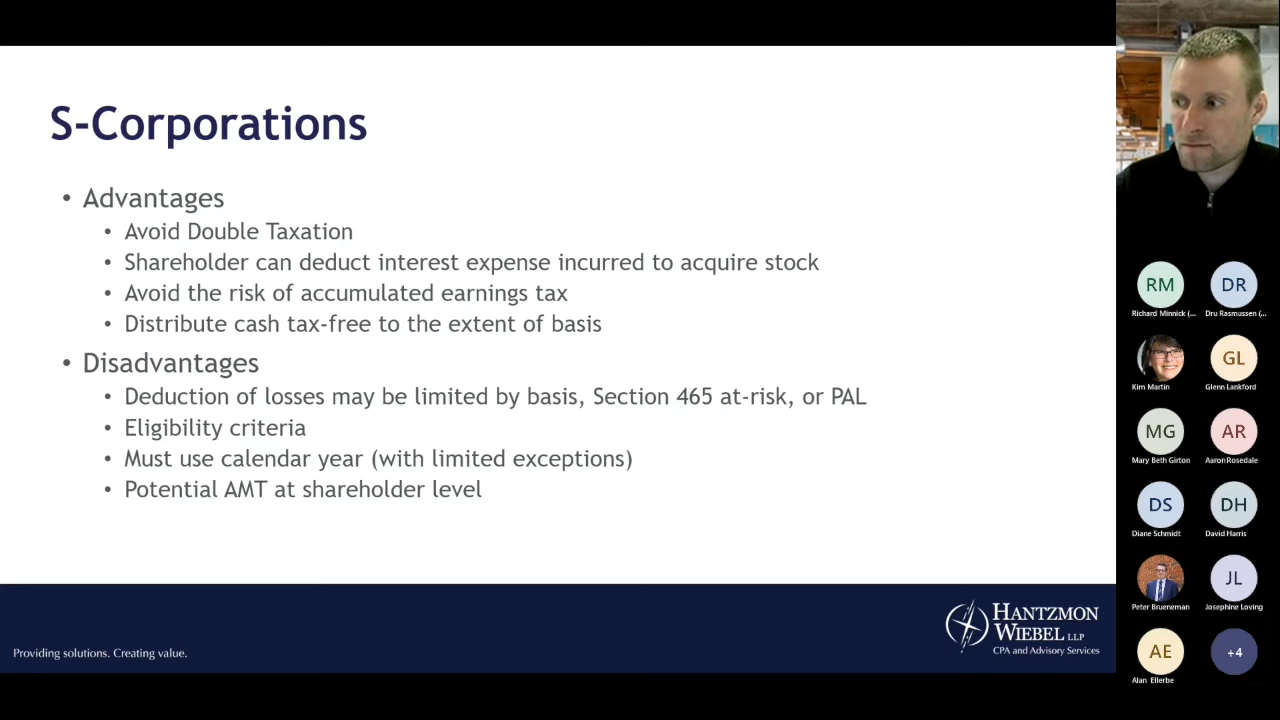 S-Corporations
• Advantages
• Avoid Double Taxation
• Shareholder can deduct interest expense incurred to acquire stock
• Avoid the risk of accumulated earnings tax
• Distribute cash tax-free to the extent of basis
• Disadvantages
• Deduction of losses may be limited by basis, Section 465 at-risk, or PAL
• Eligibility criteria
• Must use calendar year (with limited exceptions)
• Potential AMT at shareholder level
Providing solutions. Creating value.
HANTZMON
WIEBEL LLP
CPA and Advisory Services
RM
Richard Minnick (...
DR
Dru Rasmussen (...
Kim Martin
GL
Glenn Lankford
MG
Mary Beth Girton
AR
Aaron Rosedale
DS
Diane Schmidt
DH
David Harris
Peter Brueneman
JL
Josephine Loving
AE
Alan Ellerbe
+4